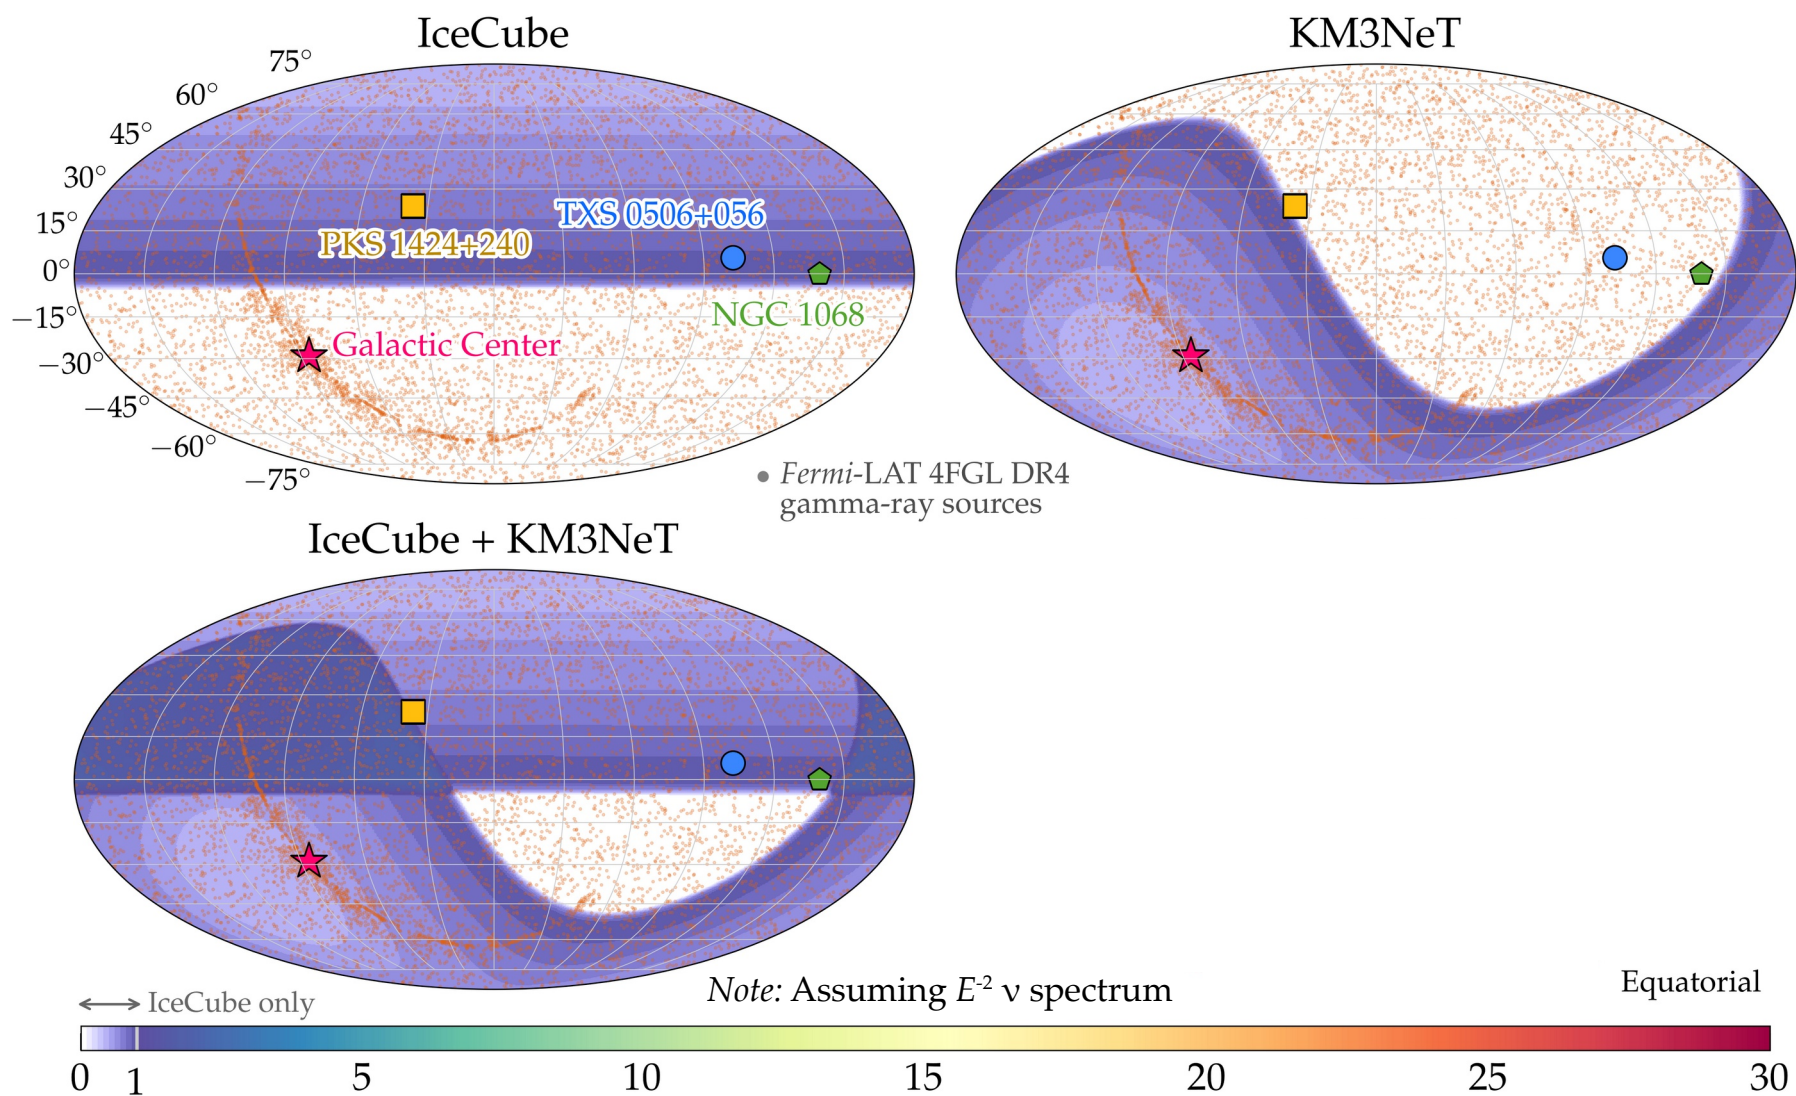 IceCube
KM3NeT
75°
60°
45°
30°
15°
0°
−15°
−30°
−45°
−60°
−75°
TXS 0506+056
PKS 1424+240
NGC 1068
Galactic Center
Fermi-LAT 4FGL DR4
gamma-ray sources
IceCube + KM3NeT
Equatorial
Note: Assuming E⁻² ν spectrum
IceCube only
0 1 5 10 15 20 25 30